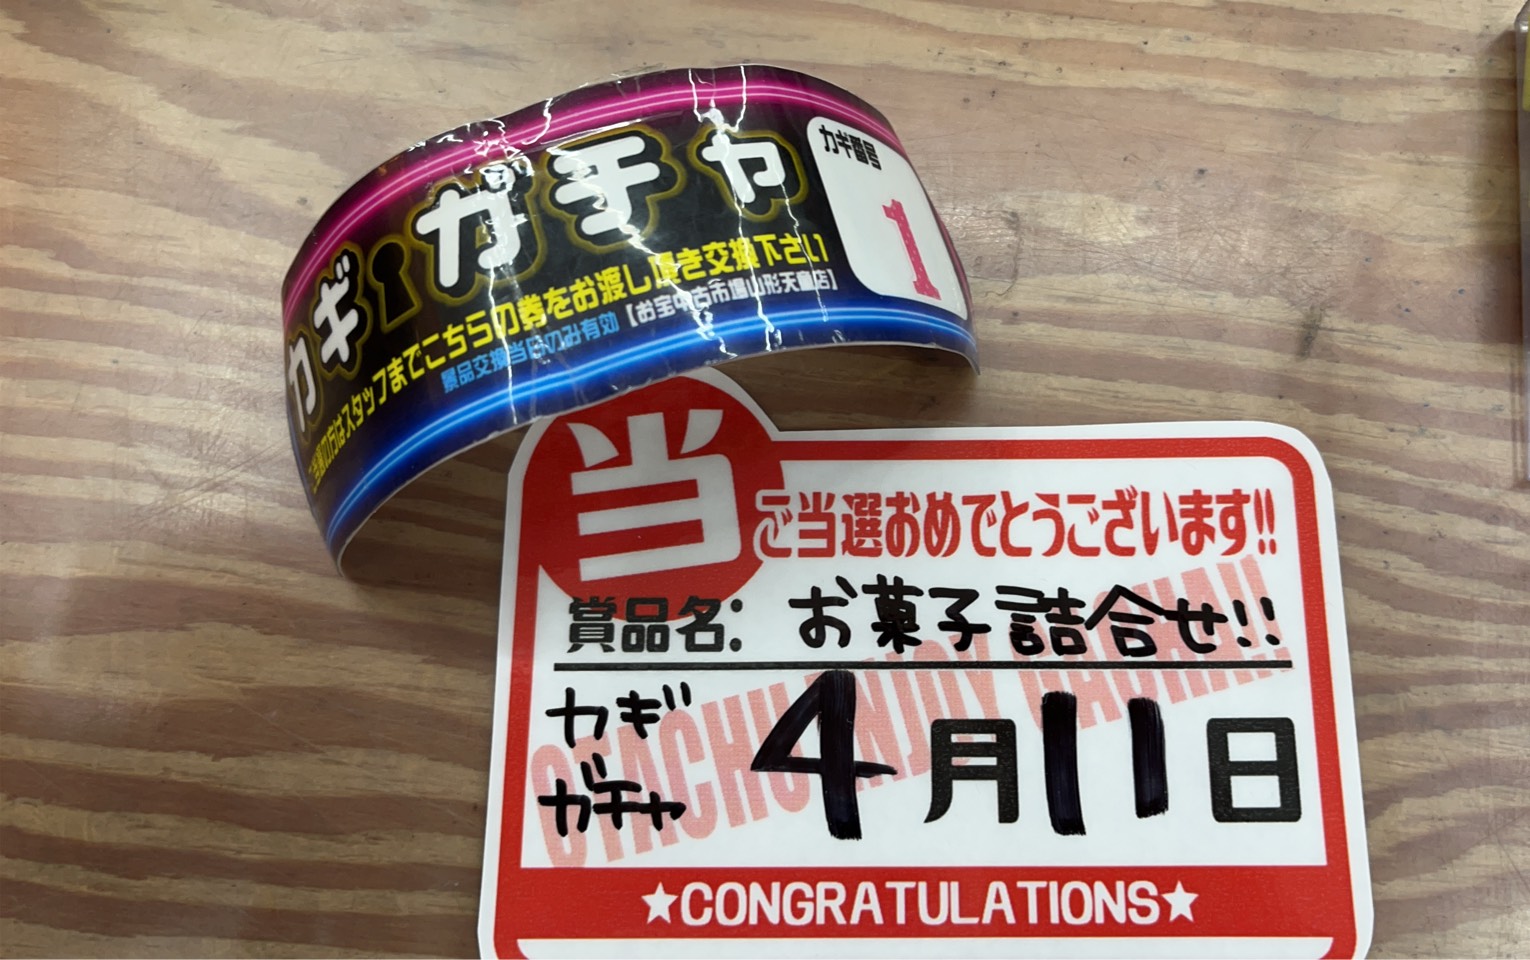 カギガチャ
カギ番号
1
ご当選の方はスタッフまでこちらの券をお渡し頂き交換下さい
景品交換当日のみ有効【お宝中古市場山形天童店】
当
ご当選おめでとうございます!!
賞品名: お菓子詰合せ!!
カギ
ガチャ
4月11日
OTACHU ENJOY GACHA!!
★CONGRATULATIONS★